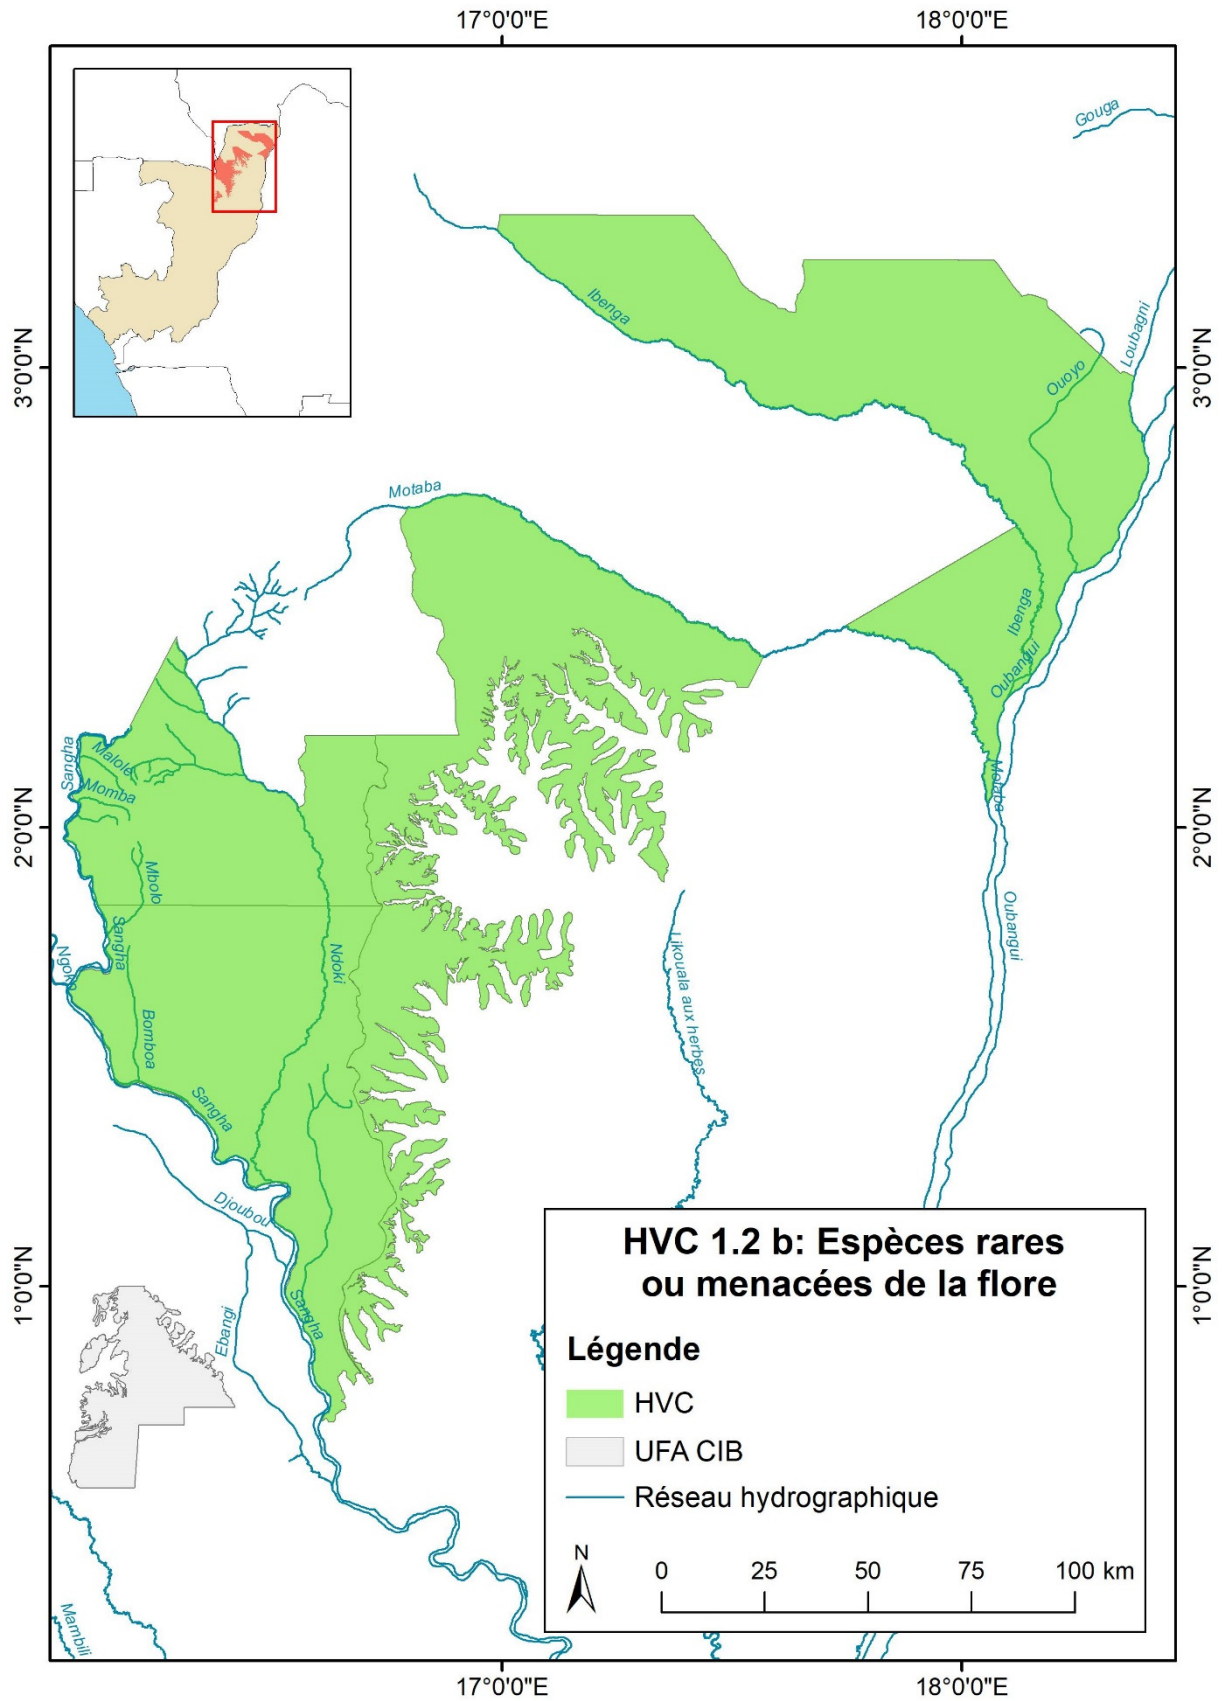 17°0'0"E
18°0'0"E
Gouga
Ibenga
Loubagni
3°0'0"N
3°0'0"N
Ouoyo
Motaba
Ibenga
Oubangui
Sangha
Malole
Momba
Motaba
2°0'0"N
2°0'0"N
Mbolo
Sangha
Oubangui
Ngoko
Ndoki
Likouala aux herbes
Bomboa
Sangha
Djoubou
HVC 1.2 b: Espèces rares
ou menacées de la flore
1°0'0"N
1°0'0"N
Ebangi
Sangha
Légende
HVC
UFA CIB
Réseau hydrographique
N
0 25 50 75 100 km
Mambili
17°0'0"E
18°0'0"E